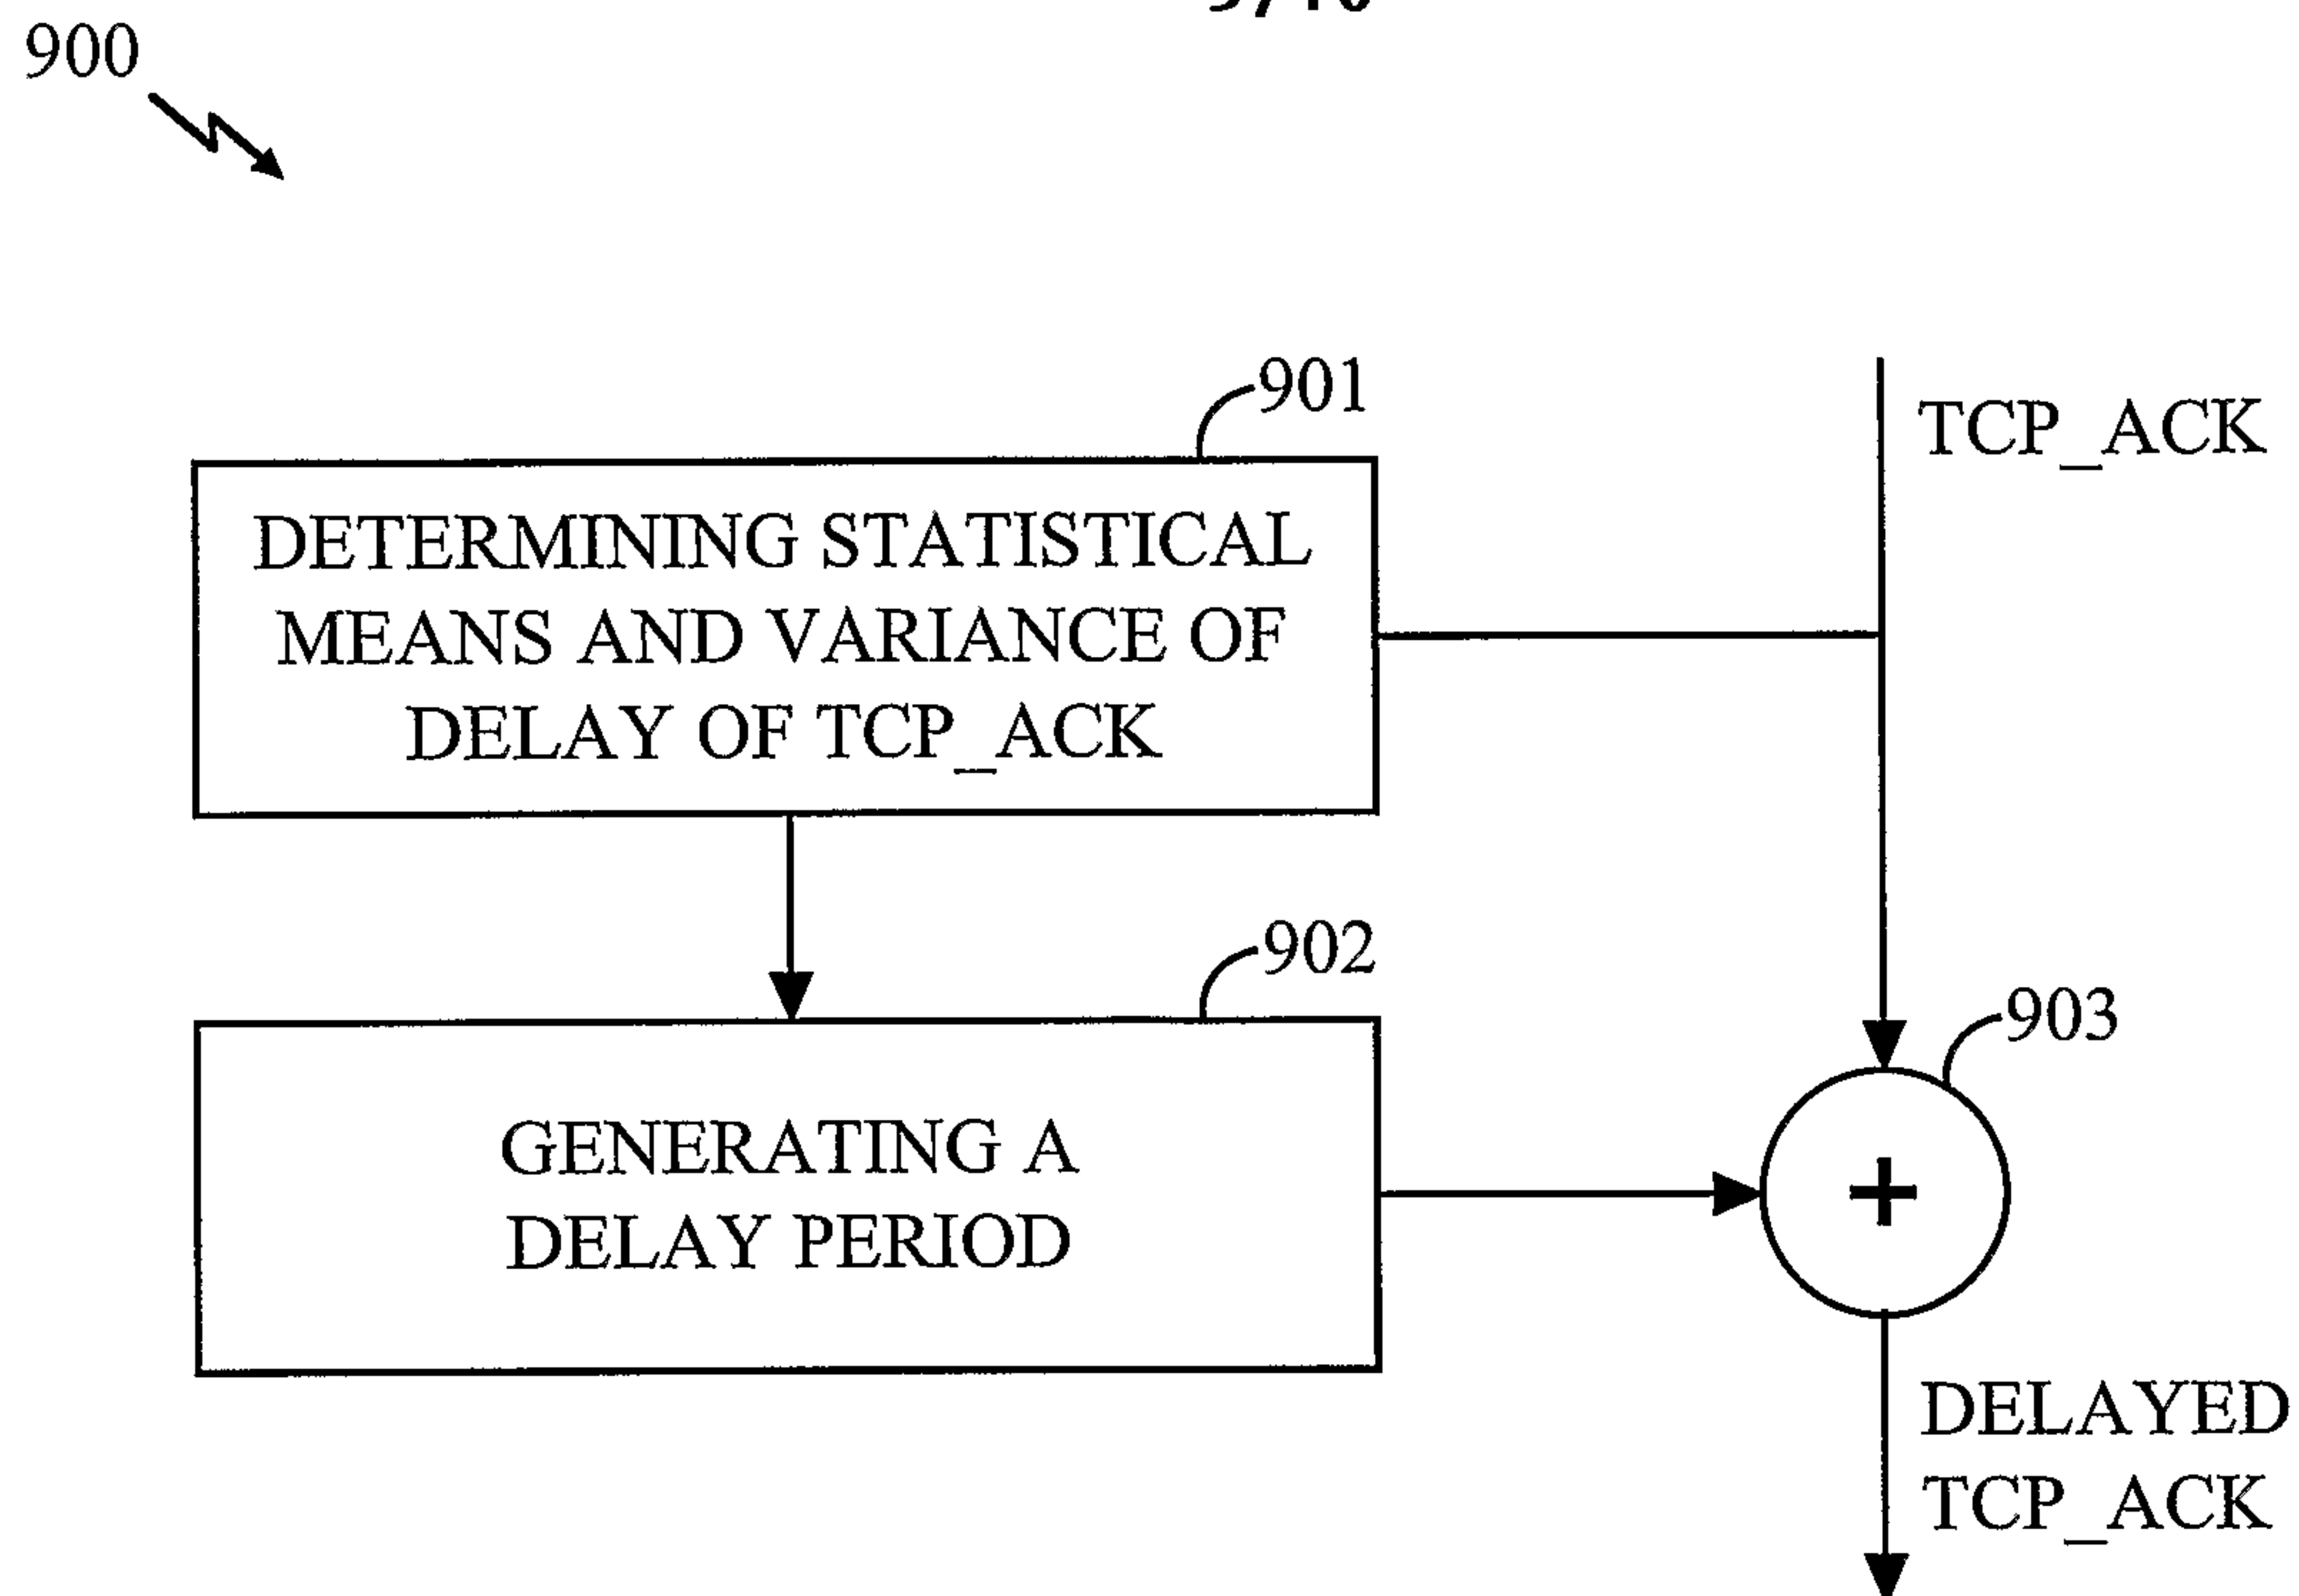 900
901
TCP_ACK
DETERMINING STATISTICAL
MEANS AND VARIANCE OF
DELAY OF TCP_ACK
902
903
GENERATING A
DELAY PERIOD
+
DELAYED
TCP_ACK